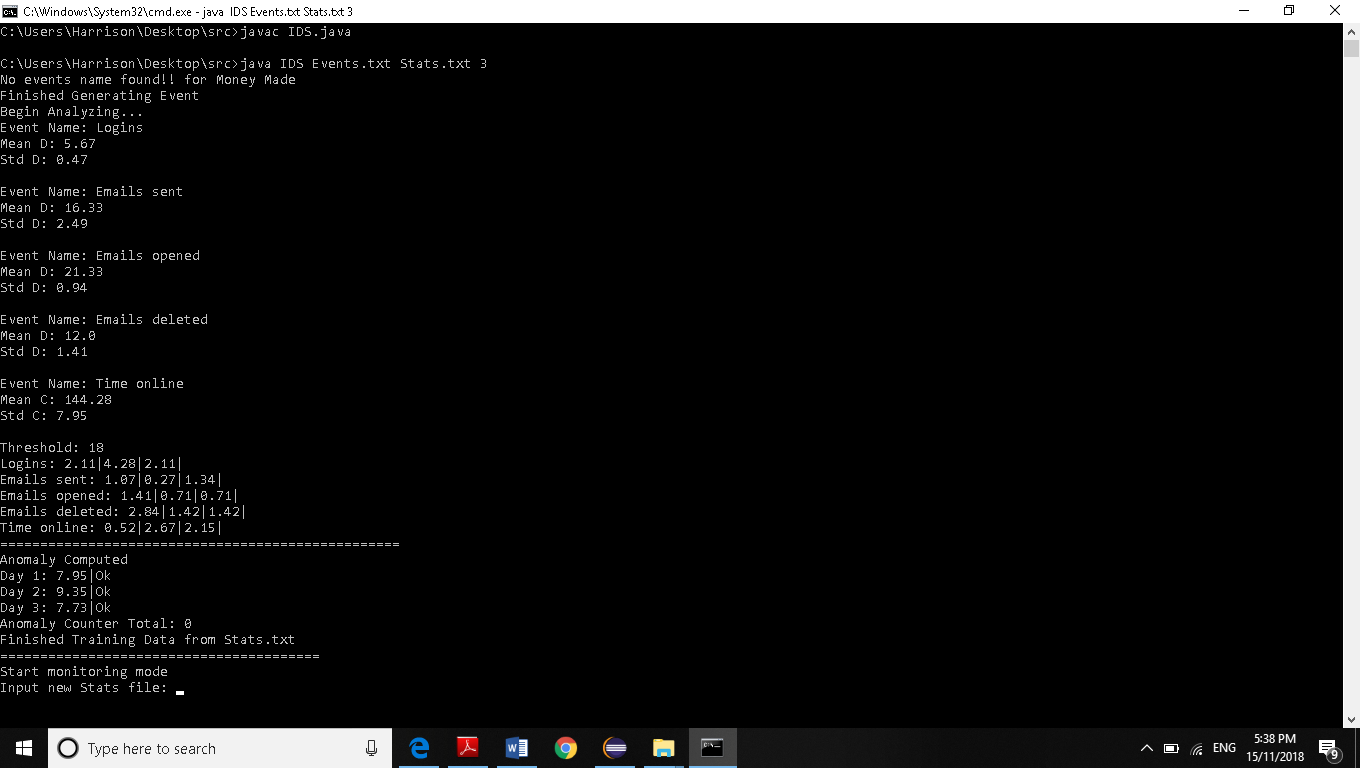 C:\Windows\System32\cmd.exe - java IDS Events.txt Stats.txt 3
C:\Users\Harrison\Desktop\src>javac IDS.java
C:\Users\Harrison\Desktop\src>java IDS Events.txt Stats.txt 3
No events name found!! for Money Made
Finished Generating Event
Begin Analyzing...
Event Name: Logins
Mean D: 5.67
Std D: 0.47
Event Name: Emails sent
Mean D: 16.33
Std D: 2.49
Event Name: Emails opened
Mean D: 21.33
Std D: 0.94
Event Name: Emails deleted
Mean D: 12.0
Std D: 1.41
Event Name: Time online
Mean C: 144.28
Std C: 7.95
Threshold: 18
Logins: 2.11|4.28|2.11|
Emails sent: 1.07|0.27|1.34|
Emails opened: 1.41|0.71|0.71|
Emails deleted: 2.84|1.42|1.42|
Time online: 0.52|2.67|2.15|
==================================================
Anomaly Computed
Day 1: 7.95|Ok
Day 2: 9.35|Ok
Day 3: 7.73|Ok
Anomaly Counter Total: 0
Finished Training Data from Stats.txt
========================================
Start monitoring mode
Input new Stats file:
Type here to search
ENG
5:38 PM
15/11/2018
9